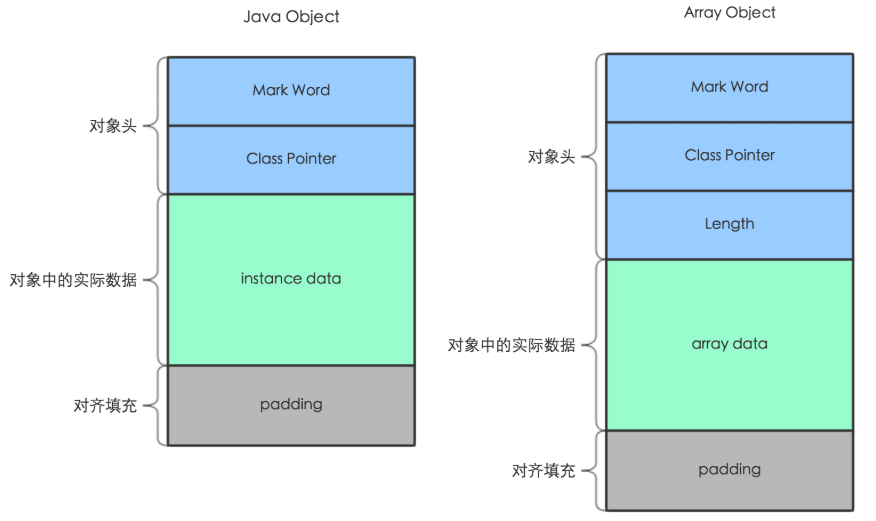 Java Object
对象头
Mark Word
Class Pointer
对象中的实际数据
instance data
对齐填充
padding
Array Object
对象头
Mark Word
Class Pointer
Length
对象中的实际数据
array data
对齐填充
padding